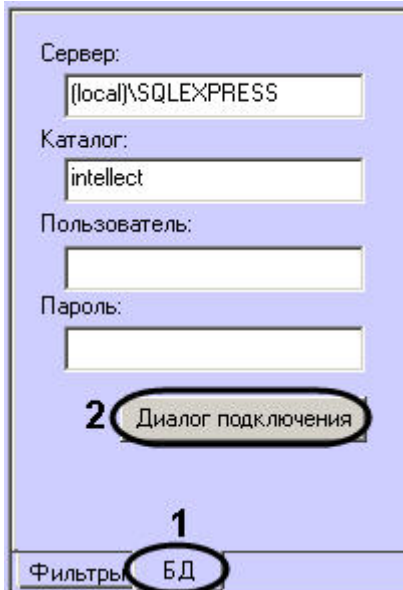 Сервер:
(local)\SQLEXPRESS
Каталог:
intellect
Пользователь:
Пароль:
2 Диалог подключения
1
Фильтры БД